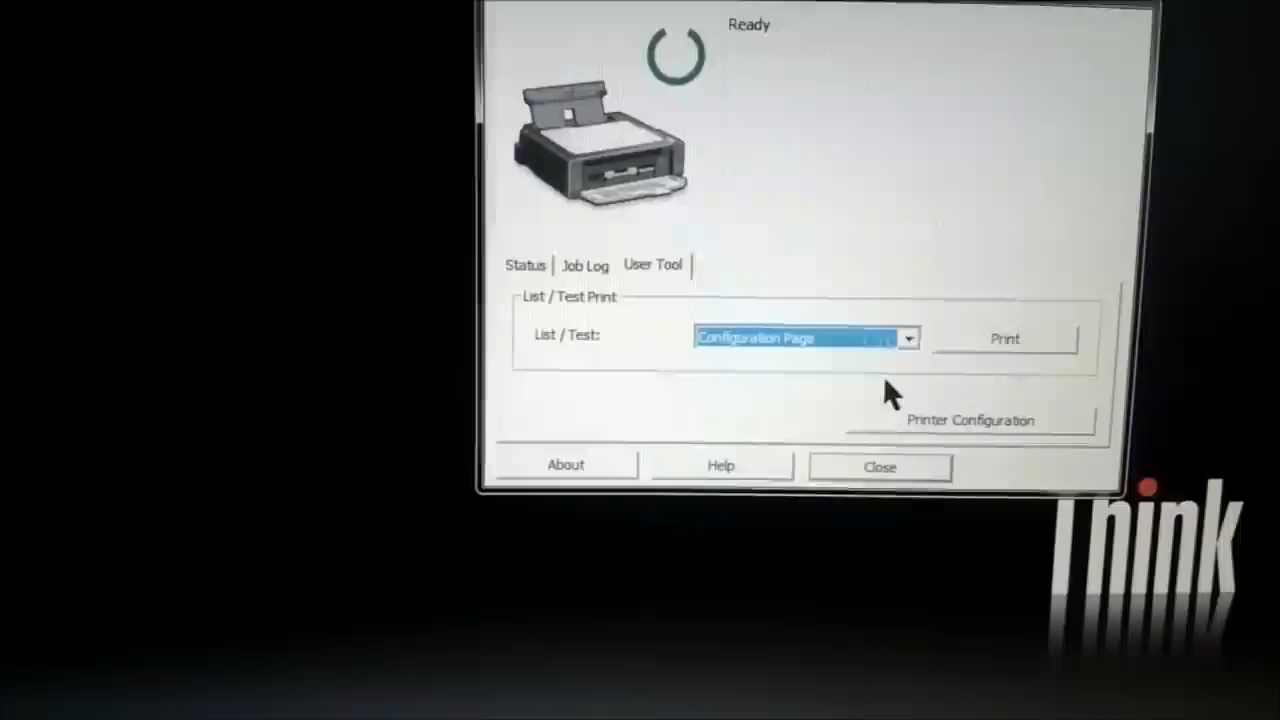 Ready
Status
Job Log
User Tool
List / Test Print
List / Test:
Configuration Page
Print
Printer Configuration
About
Help
Close
Think